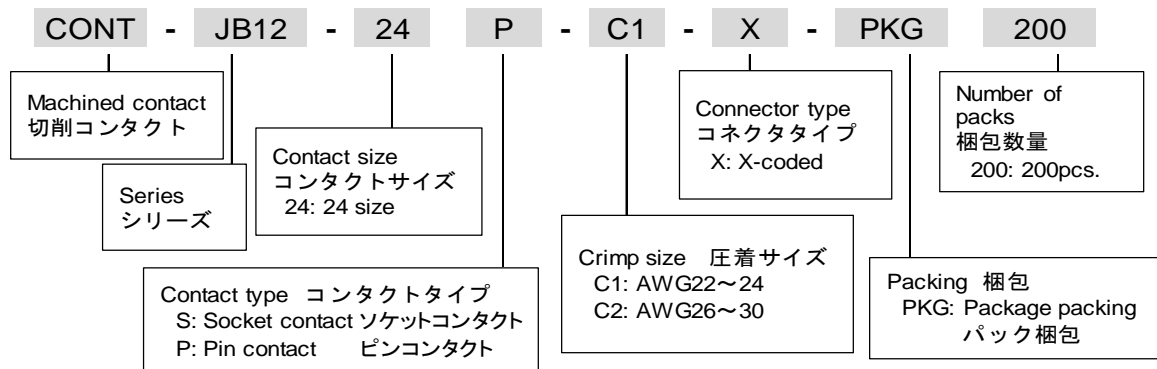 CONT - JB12 - 24 P - C1 - X - PKG 200
Machined contact
切削コンタクト
Series
シリーズ
Contact size
コンタクトサイズ
24: 24 size
Contact type コンタクトタイプ
S: Socket contact ソケットコンタクト
P: Pin contact ピンコンタクト
Crimp size 圧着サイズ
C1: AWG22～24
C2: AWG26～30
Connector type
コネクタタイプ
X: X-coded
Packing 梱包
PKG: Package packing
パック梱包
Number of
packs
梱包数量
200: 200pcs.